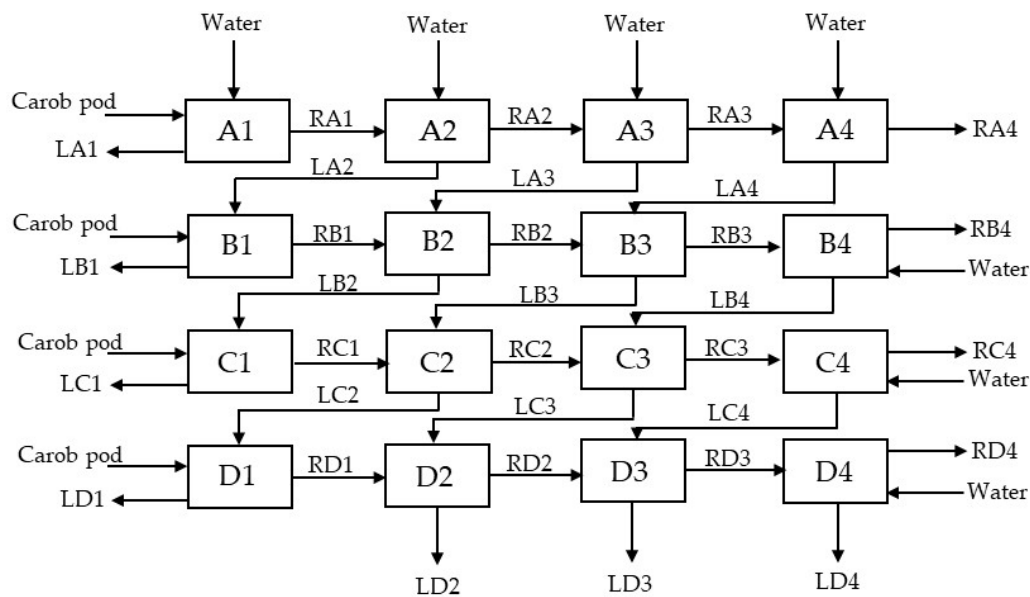 Water Water Water Water
Carob pod A1 RA1 A2 RA2 A3 RA3 A4 RA4
LA1
LA2 LA3 LA4
Carob pod B1 RB1 B2 RB2 B3 RB3 B4 RB4
LB1 Water
LB2 LB3 LB4
Carob pod C1 RC1 C2 RC2 C3 RC3 C4 RC4
LC1 Water
LC2 LC3 LC4
Carob pod D1 RD1 D2 RD2 D3 RD3 D4 RD4
LD1 Water
LD2 LD3 LD4